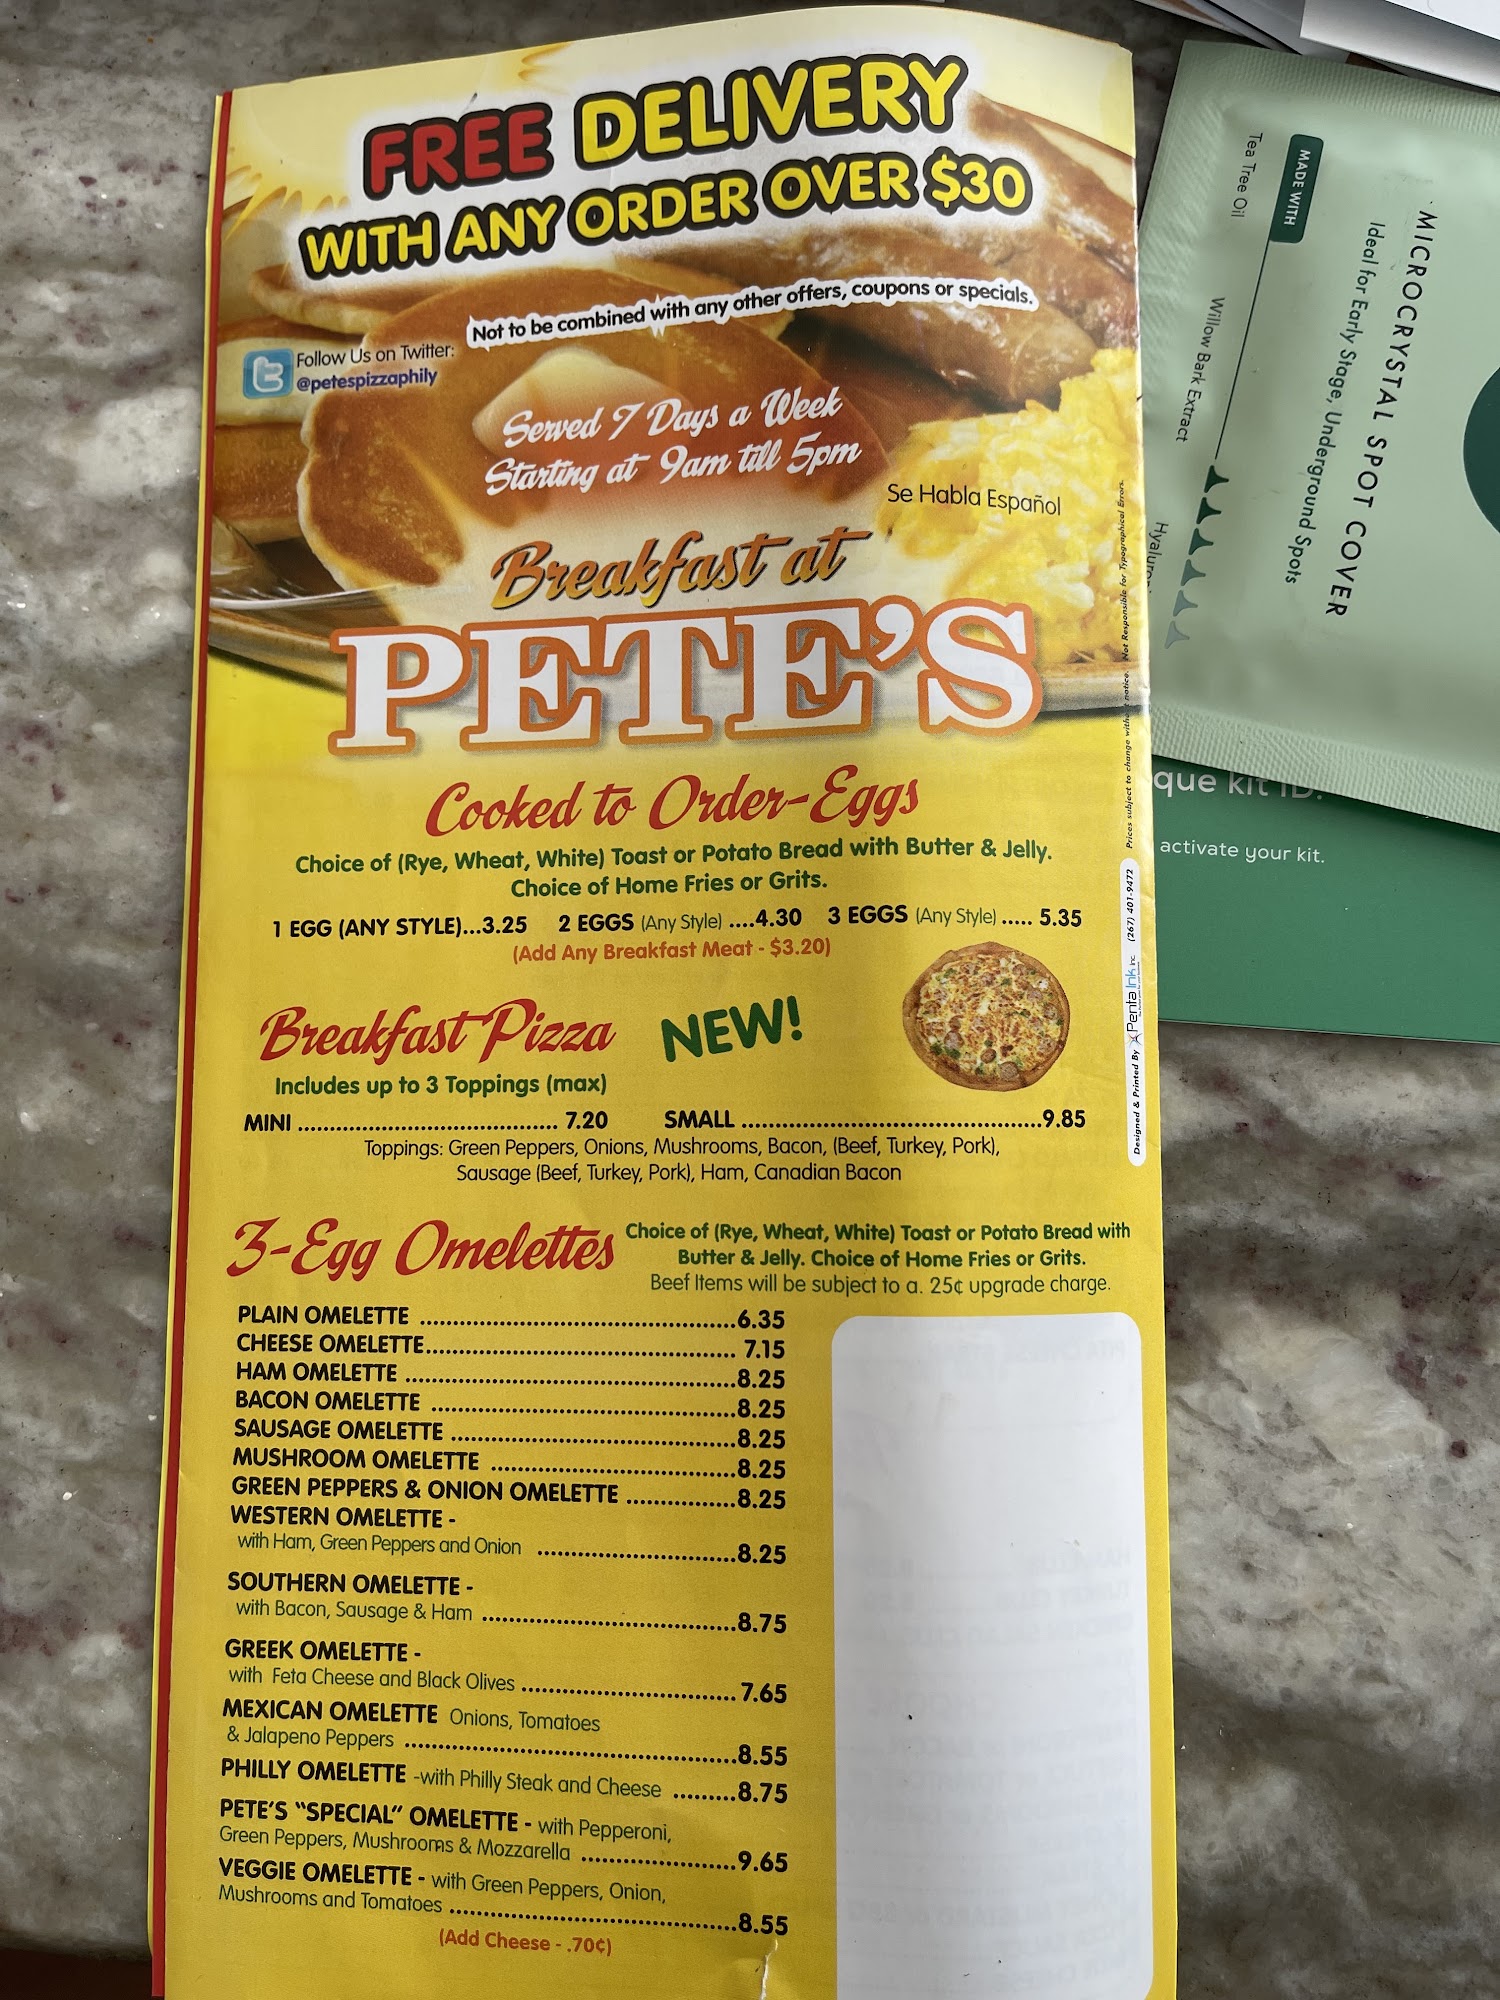 FREE DELIVERY
WITH ANY ORDER OVER $30
Not to be combined with any other offers, coupons or specials.
Follow Us on Twitter:
@petespizzaphily
Served 7 Days a Week
Starting at 9am till 5pm
Se Habla Español
Breakfast at
PETE'S
Cooked to Order-Eggs
Choice of (Rye, Wheat, White) Toast or Potato Bread with Butter & Jelly.
Choice of Home Fries or Grits.
1 EGG (ANY STYLE)...3.25 2 EGGS (Any Style) ....4.30 3 EGGS (Any Style) ..... 5.35
(Add Any Breakfast Meat - $3.20)
Breakfast Pizza NEW!
Includes up to 3 Toppings (max)
MINI ..................................... 7.20 SMALL ...........................................9.85
Toppings: Green Peppers, Onions, Mushrooms, Bacon, (Beef, Turkey, Pork),
Sausage (Beef, Turkey, Pork), Ham, Canadian Bacon
3-Egg Omelettes
Choice of (Rye, Wheat, White) Toast or Potato Bread with
Butter & Jelly. Choice of Home Fries or Grits.
Beef Items will be subject to a. 25¢ upgrade charge.
PLAIN OMELETTE .............................................6.35
CHEESE OMELETTE............................................ 7.15
HAM OMELETTE ...............................................8.25
BACON OMELETTE ...........................................8.25
SAUSAGE OMELETTE ........................................8.25
MUSHROOM OMELETTE ..................................8.25
GREEN PEPPERS & ONION OMELETTE ...............8.25
WESTERN OMELETTE -
with Ham, Green Peppers and Onion ............................8.25
SOUTHERN OMELETTE -
with Bacon, Sausage & Ham ....................................8.75
GREEK OMELETTE -
with Feta Cheese and Black Olives .............................. 7.65
MEXICAN OMELETTE Onions, Tomatoes
& Jalapeno Peppers ...............................................8.55
PHILLY OMELETTE -with Philly Steak and Cheese .........8.75
PETE'S "SPECIAL" OMELETTE - with Pepperoni,
Green Peppers, Mushrooms & Mozzarella ......................9.65
VEGGIE OMELETTE - with Green Peppers, Onion,
Mushrooms and Tomatoes .........................................8.55
(Add Cheese - .70¢)
Prices subject to change without notice. Not Responsible for Typographical Errors.
Designed & Printed By PentaInk Inc. (267) 401-9472
MICROCRYSTAL SPOT COVER
Ideal for Early Stage, Underground Spots
MADE WITH
Tea Tree Oil
Willow Bark Extract
que kit ID.
activate your kit.